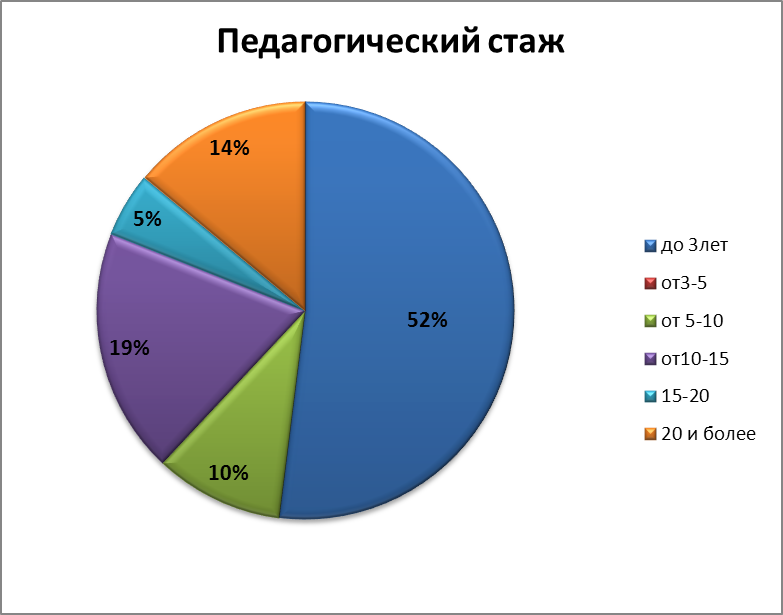 Педагогический стаж
14%
5%
52%
19%
10%
до 3лет
от3-5
от 5-10
от10-15
15-20
20 и более